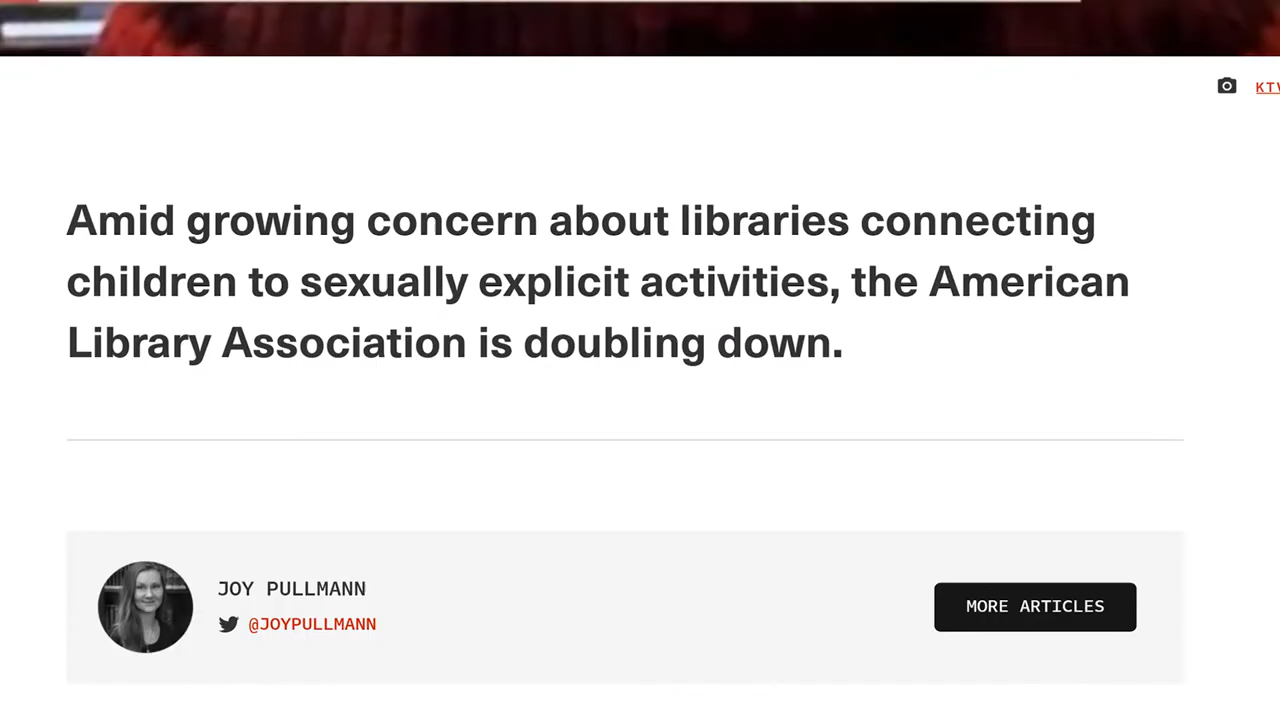 Amid growing concern about libraries connecting
children to sexually explicit activities, the American
Library Association is doubling down.
JOY PULLMANN
@JOYPULLMANN
MORE ARTICLES